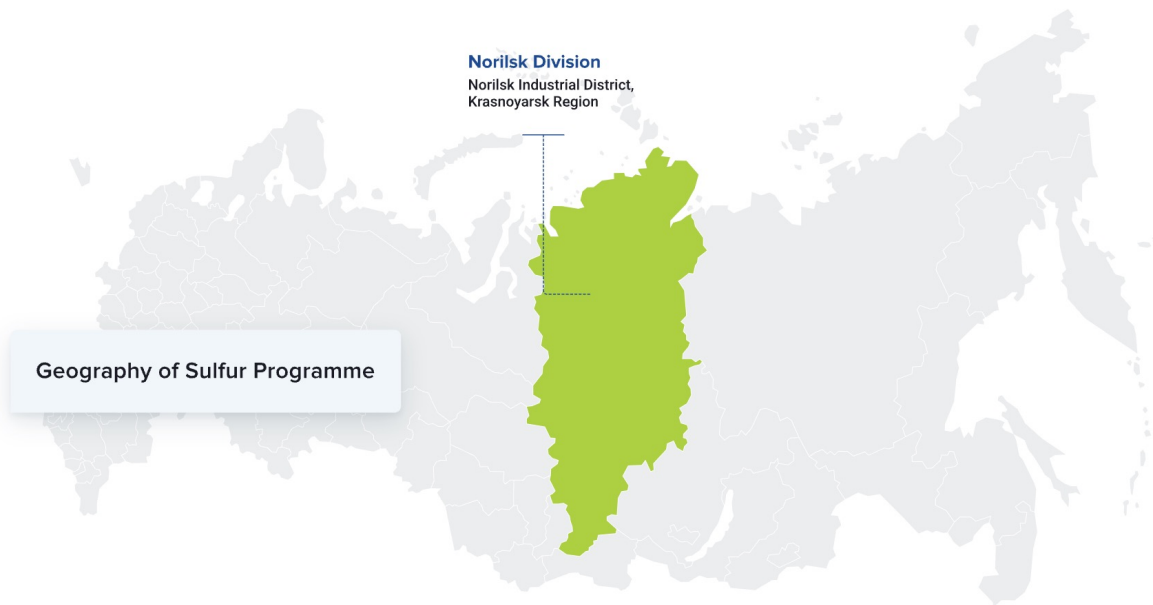 Norilsk Division
Norilsk Industrial District,
Krasnoyarsk Region
Geography of Sulfur Programme